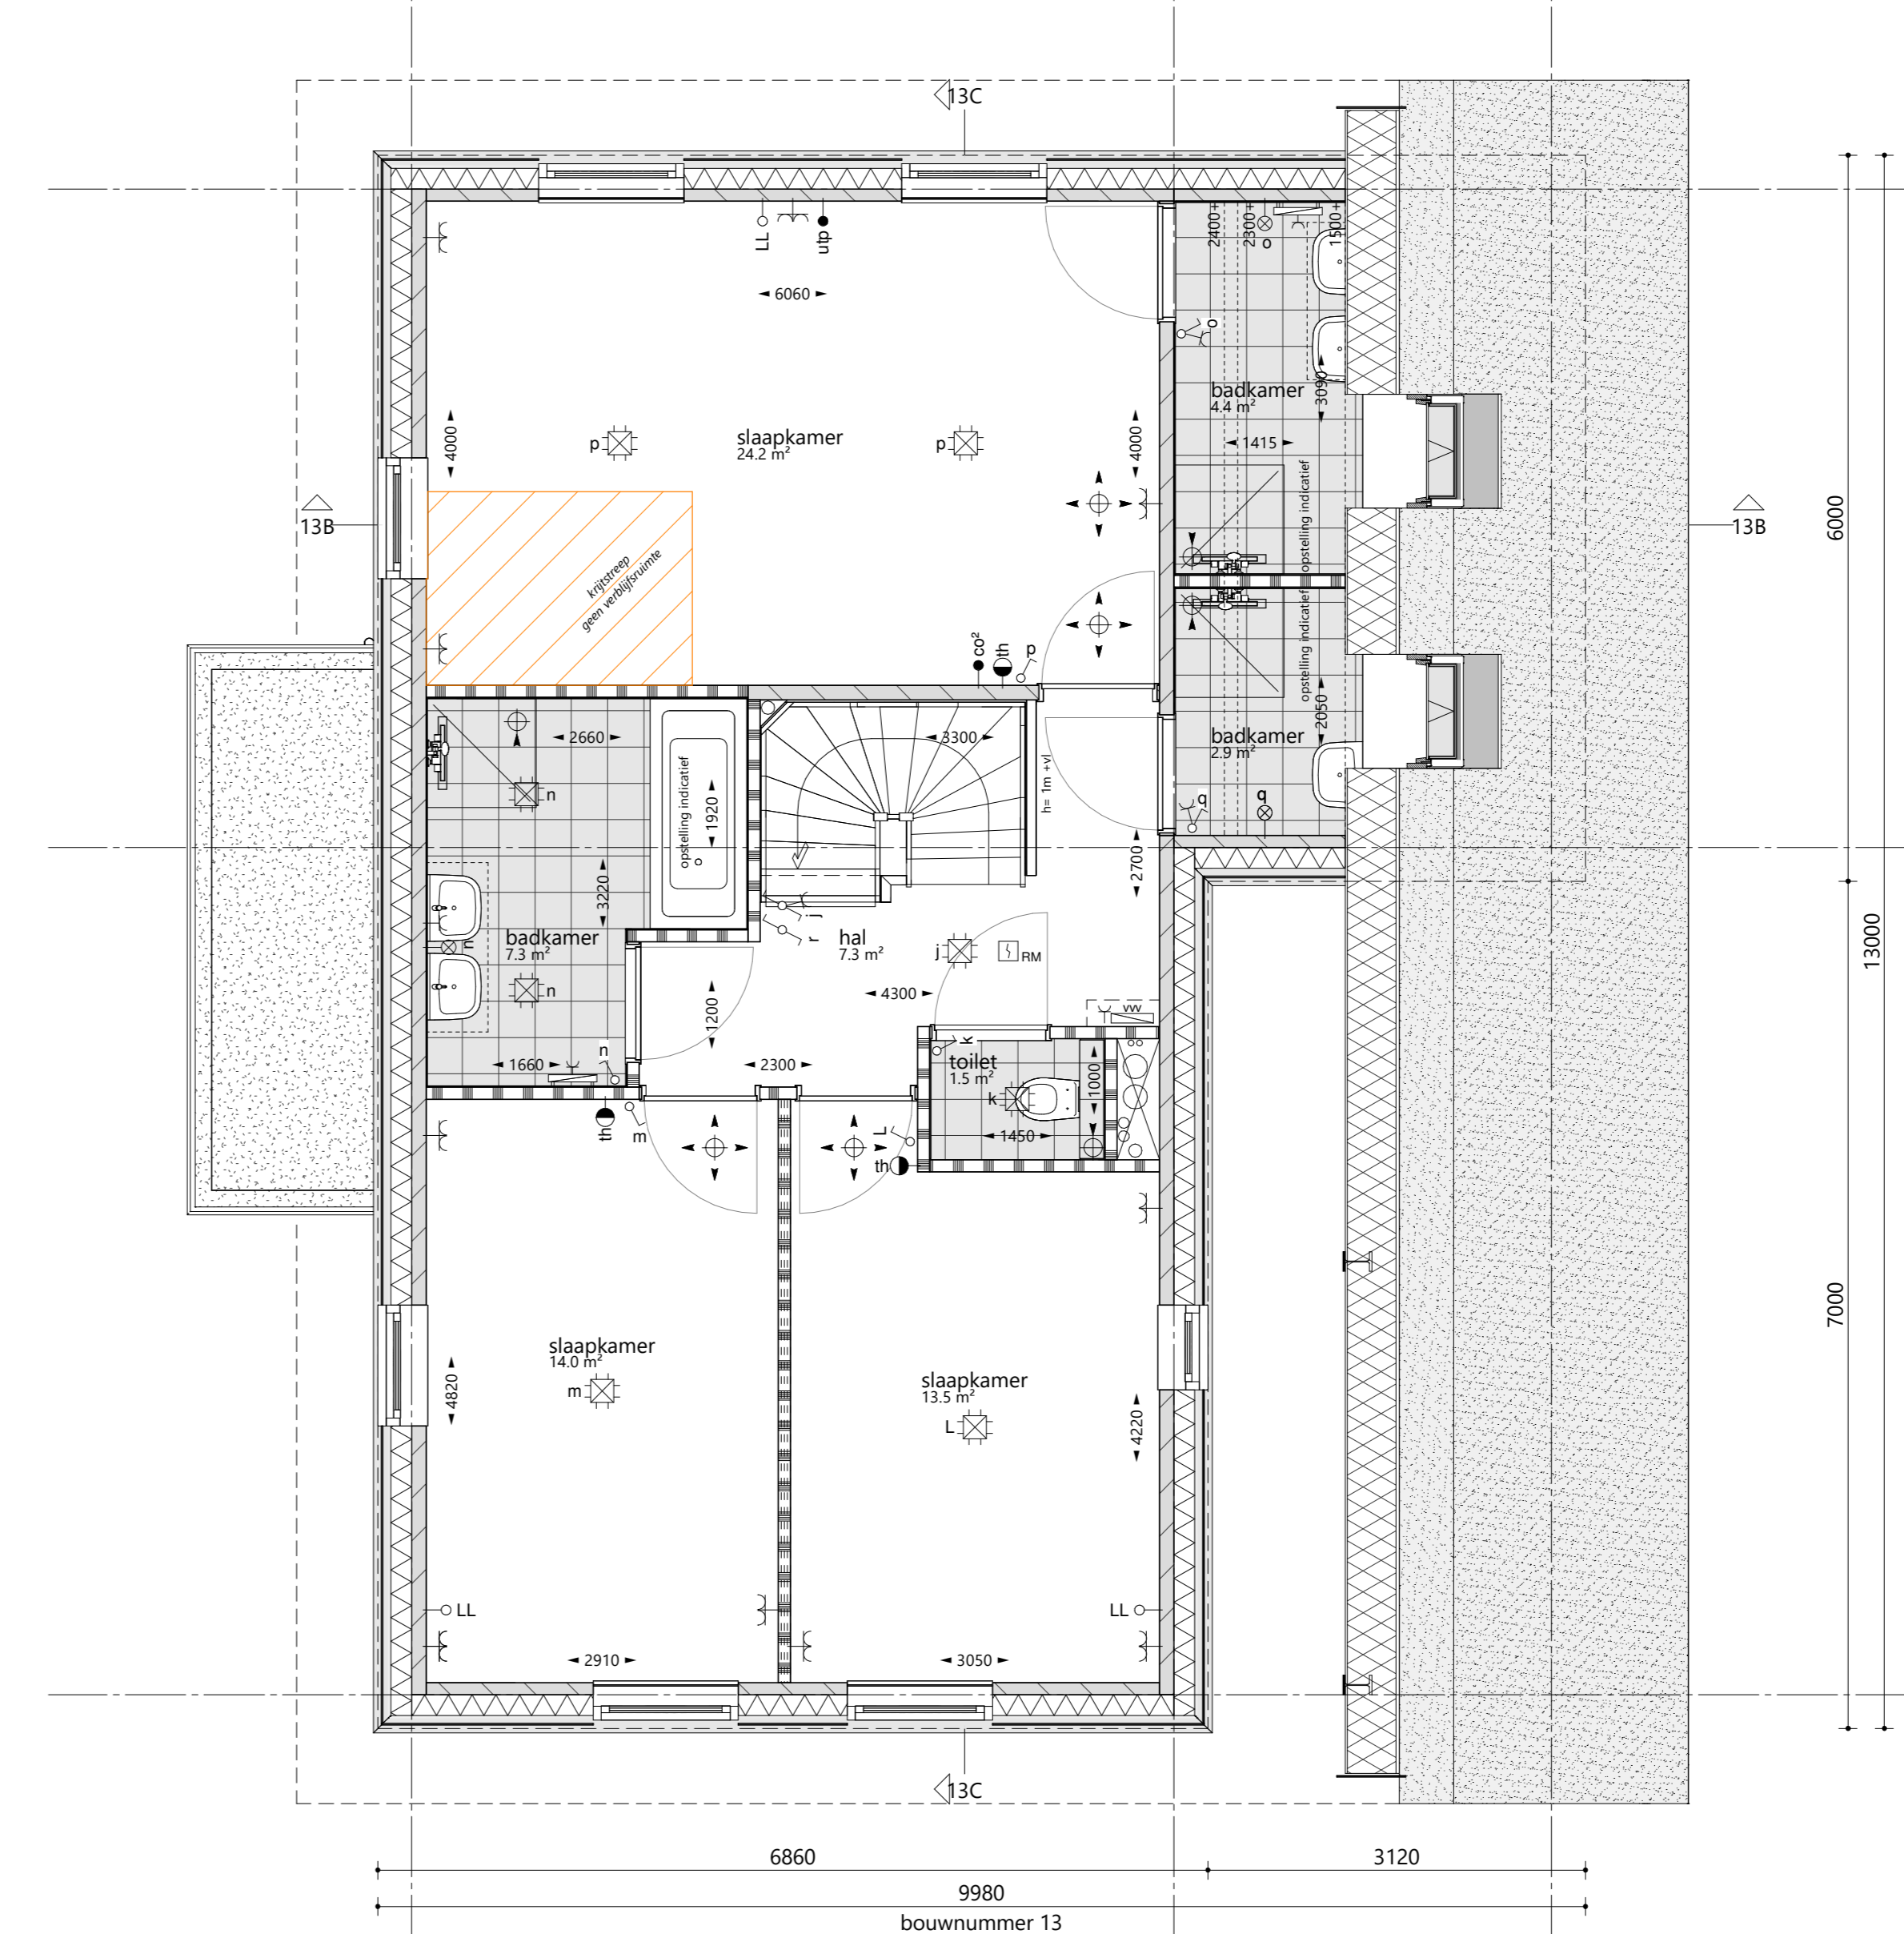 13C
LL
utp
2400+
2300+
o
1500+
6060
o
badkamer
4.4 m²
3090
4000
p
slaapkamer
24.2 m²
p
4000
1415
opstelling indicatief
13B
13B
6000
krijtstreep
geen verblijfsruimte
co²
th
p
opstelling indicatief
2050
2660
3300
badkamer
2.9 m²
h= 1m +vl
n
opstelling indicatief
1920
q
q
2700
3220
j
r
n
badkamer
7.3 m²
hal
7.3 m²
j
RM
13000
n
4300
1200
vvv
k
n
1660
2300
toilet
1.5 m²
1000
k
1450
th
m
L
th
7000
slaapkamer
14.0 m²
m
4820
slaapkamer
13.5 m²
L
4220
LL
LL
2910
3050
13C
6860
3120
9980
bouwnummer 13